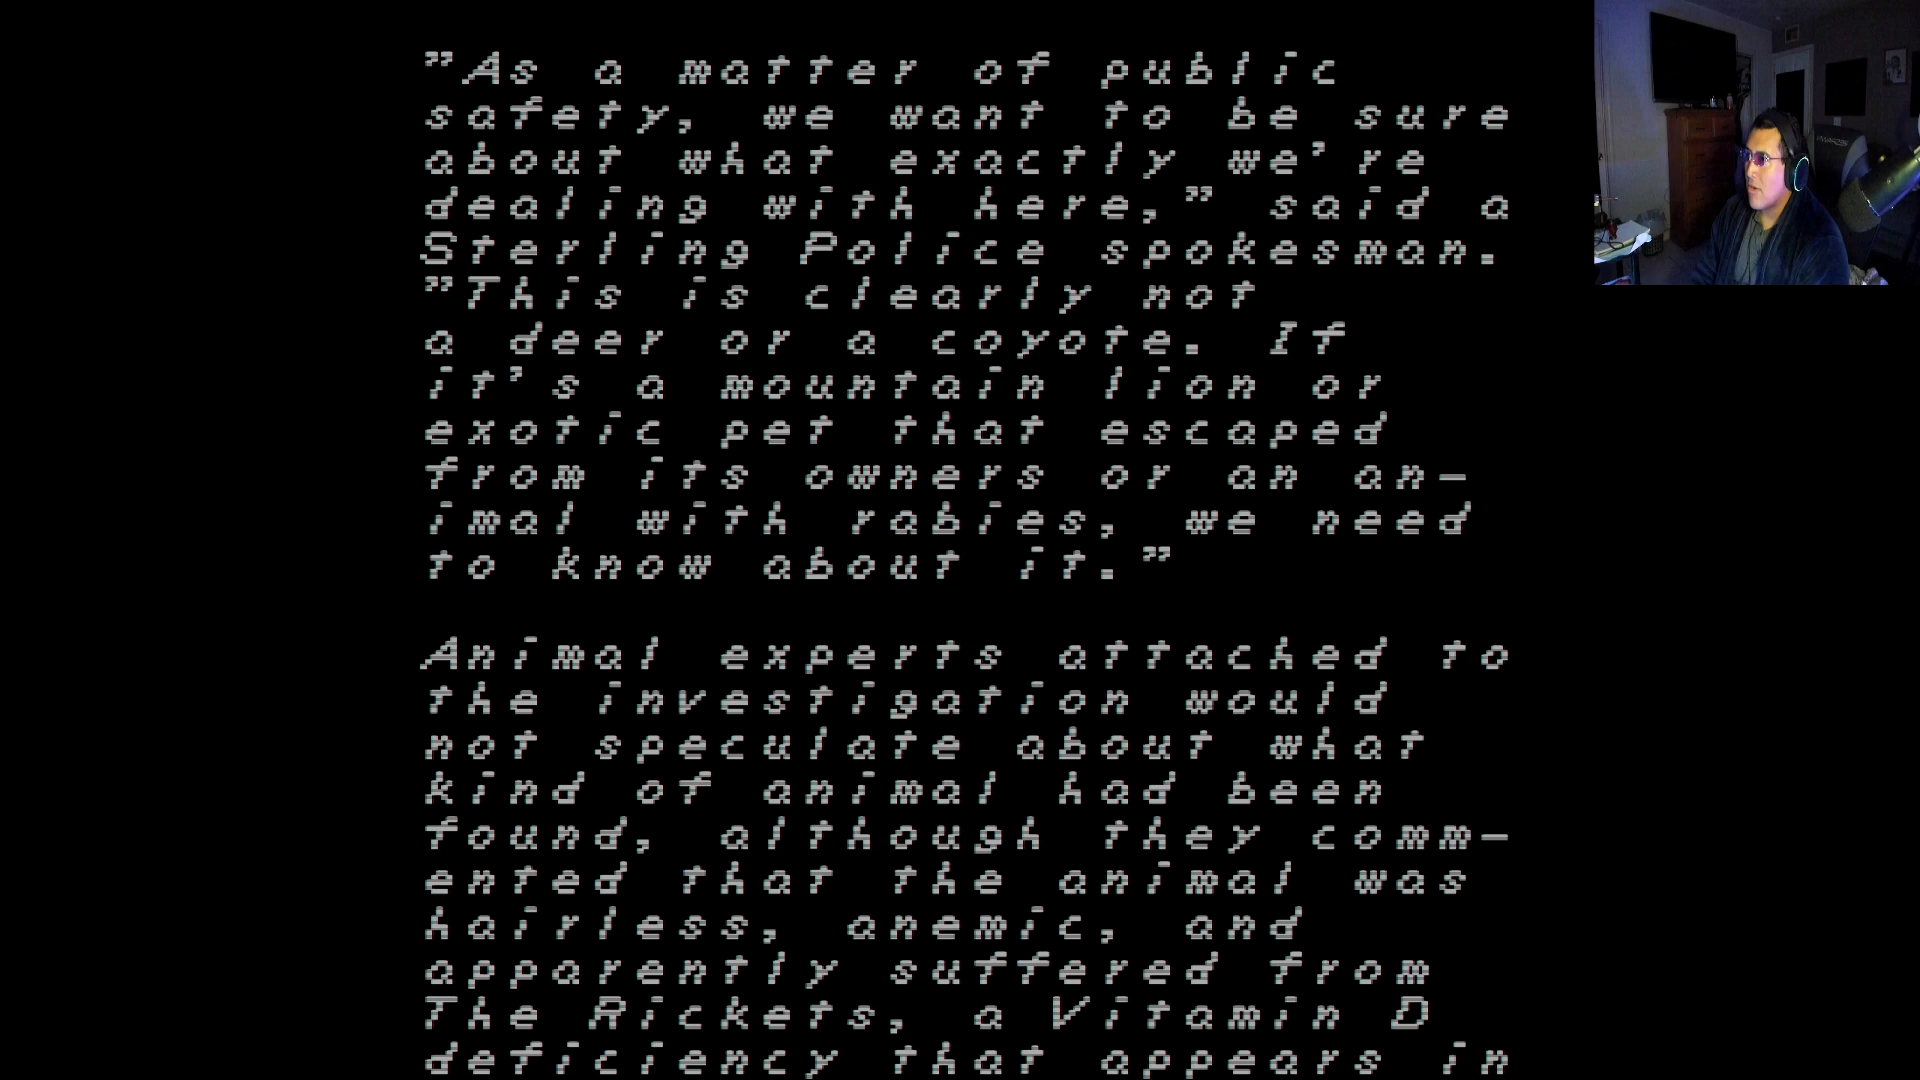 "As a matter of public
safety, we want to be sure
about what exactly we're
dealing with here," said a
Sterling Police spokesman.
"This is clearly not
a deer or a coyote. If
it's a mountain lion or
exotic pet that escaped
from its owners or an an-
imal with rabies, we need
to know about it."
Animal experts attached to
the investigation would
not speculate about what
kind of animal had been
found, although they comm-
ented that the animal was
hairless, anemic, and
apparently suffered from
The Rickets, a Vitamin D
deficiency that appears in